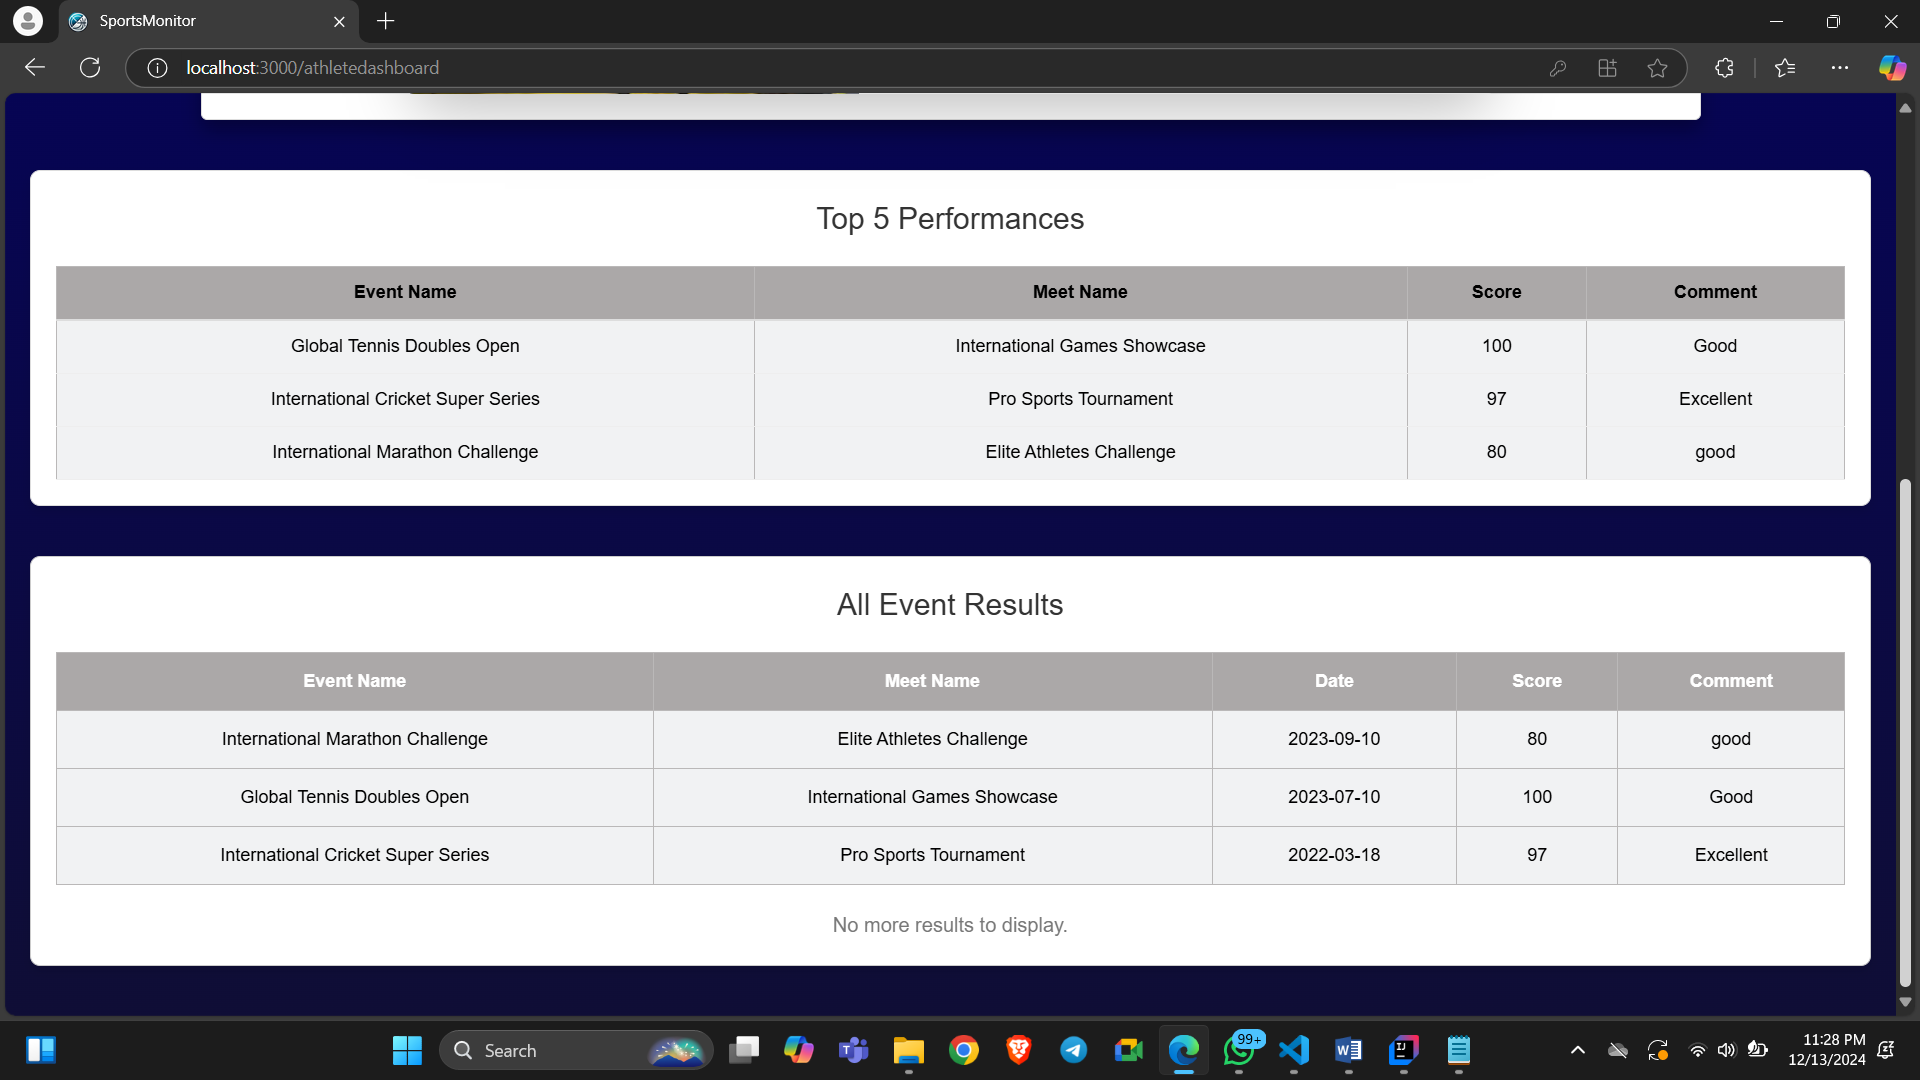 SportsMonitor
localhost:3000/athletedashboard
Top 5 Performances
Event Name Meet Name Score Comment
Global Tennis Doubles Open International Games Showcase 100 Good
International Cricket Super Series Pro Sports Tournament 97 Excellent
International Marathon Challenge Elite Athletes Challenge 80 good
All Event Results
Event Name Meet Name Date Score Comment
International Marathon Challenge Elite Athletes Challenge 2023-09-10 80 good
Global Tennis Doubles Open International Games Showcase 2023-07-10 100 Good
International Cricket Super Series Pro Sports Tournament 2022-03-18 97 Excellent
No more results to display.
Search
99+
11:28 PM
12/13/2024